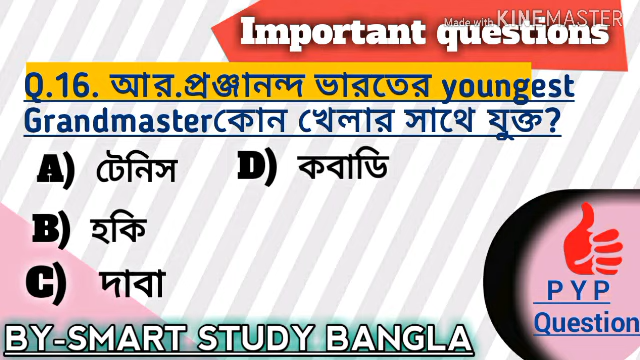 Made with KINEMASTER
Important questions
Q.16. আর.প্রঞ্জানন্দ ভারতের youngest
Grandmasterকোন খেলার সাথে যুক্ত?
A) টেনিস
D) কবাডি
B) হকি
C) দাবা
P Y P
Question
BY-SMART STUDY BANGLA